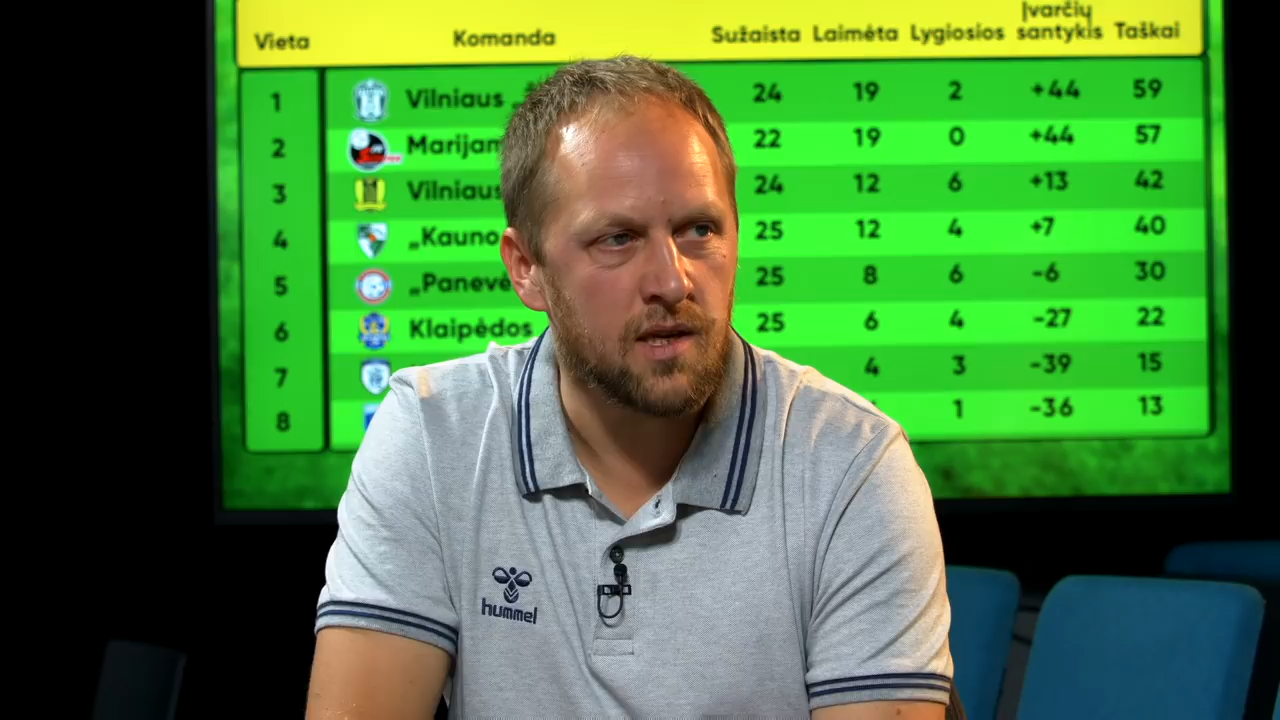 Vieta Komanda Sužaista Laimėta Lygiosios Įvarčių santykis Taškai
1 Vilniaus 24 19 2 +44 59
2 Marijam 22 19 0 +44 57
3 Vilniaus 24 12 6 +13 42
4 „Kauno 25 12 4 +7 40
5 „Panevė 25 8 6 -6 30
6 Klaipėdos 25 6 4 -27 22
7 4 3 -39 15
8 1 -36 13
hummel